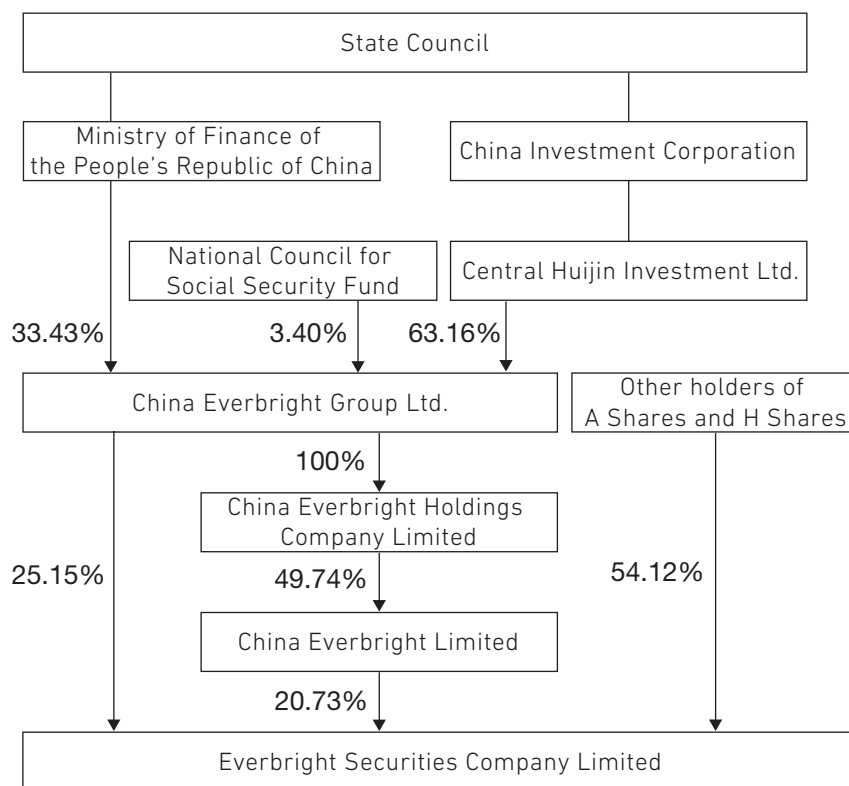 State Council
Ministry of Finance of
the People's Republic of China
China Investment Corporation
National Council for
Social Security Fund
Central Huijin Investment Ltd.
33.43%
3.40%
63.16%
China Everbright Group Ltd.
Other holders of
A Shares and H Shares
100%
China Everbright Holdings
Company Limited
25.15%
49.74%
54.12%
China Everbright Limited
20.73%
Everbright Securities Company Limited